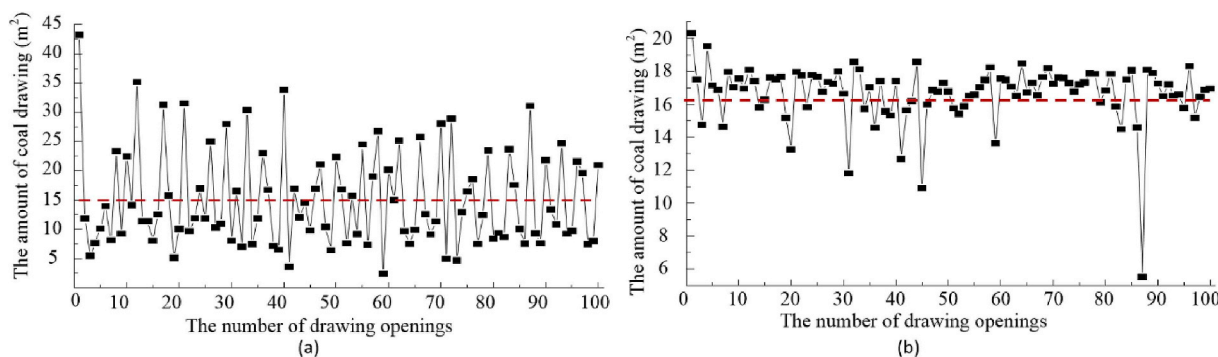 The amount of coal drawing (m²)
45
40
35
30
25
20
15
10
5
0 10 20 30 40 50 60 70 80 90 100
The number of drawing openings
(a)
The amount of coal drawing (m²)
20
18
16
14
12
10
8
6
0 10 20 30 40 50 60 70 80 90 100
The number of drawing openings
(b)